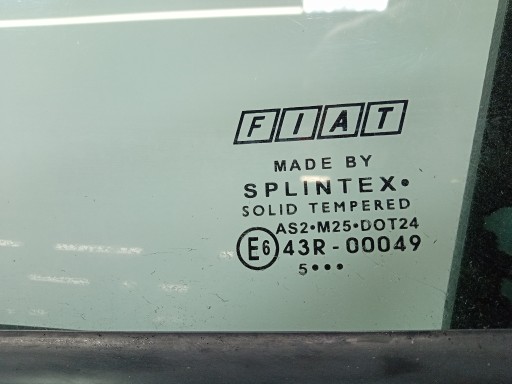 FIAT
MADE BY
SPLINTEX•
SOLID TEMPERED
AS2•M25•DOT24
E6 43R-00049
5•••